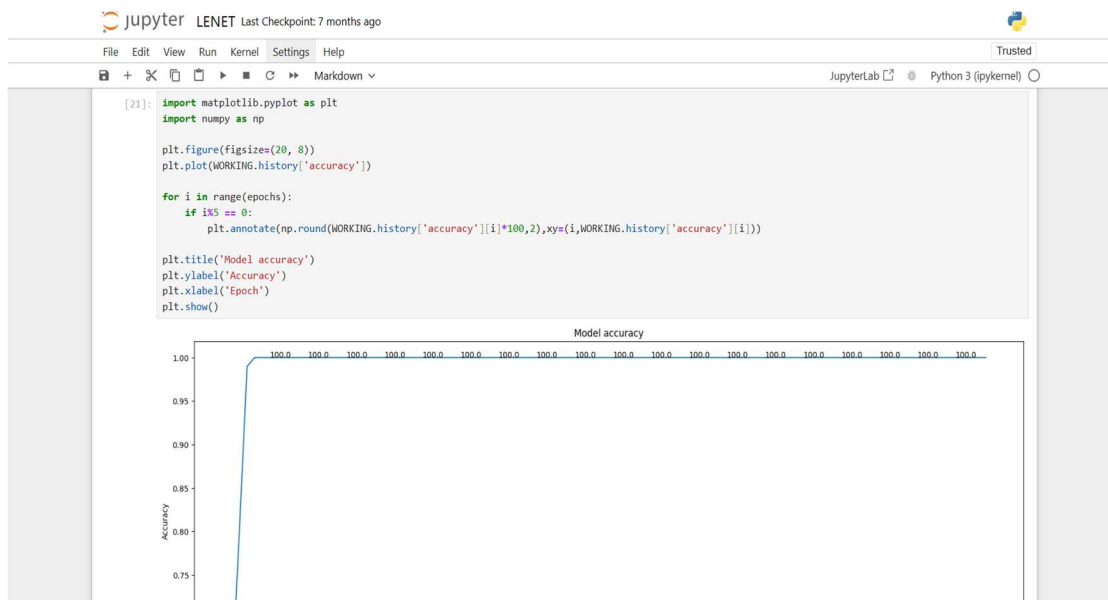 jupyter LENET Last Checkpoint: 7 months ago
File Edit View Run Kernel Settings Help Trusted
Markdown JupyterLab Python 3 (ipykernel)
[21]: import matplotlib.pyplot as plt
import numpy as np
plt.figure(figsize=(20, 8))
plt.plot(WORKING.history['accuracy'])
for i in range(epochs):
if i%5 == 0:
plt.annotate(np.round(WORKING.history['accuracy'][i]*100,2),xy=(i,WORKING.history['accuracy'][i]))
plt.title('Model accuracy')
plt.ylabel('Accuracy')
plt.xlabel('Epoch')
plt.show()
Model accuracy
1.00 100.0 100.0 100.0 100.0 100.0 100.0 100.0 100.0 100.0 100.0 100.0 100.0 100.0 100.0 100.0 100.0 100.0 100.0 100.0
0.95
0.90
0.85
Accuracy
0.80
0.75